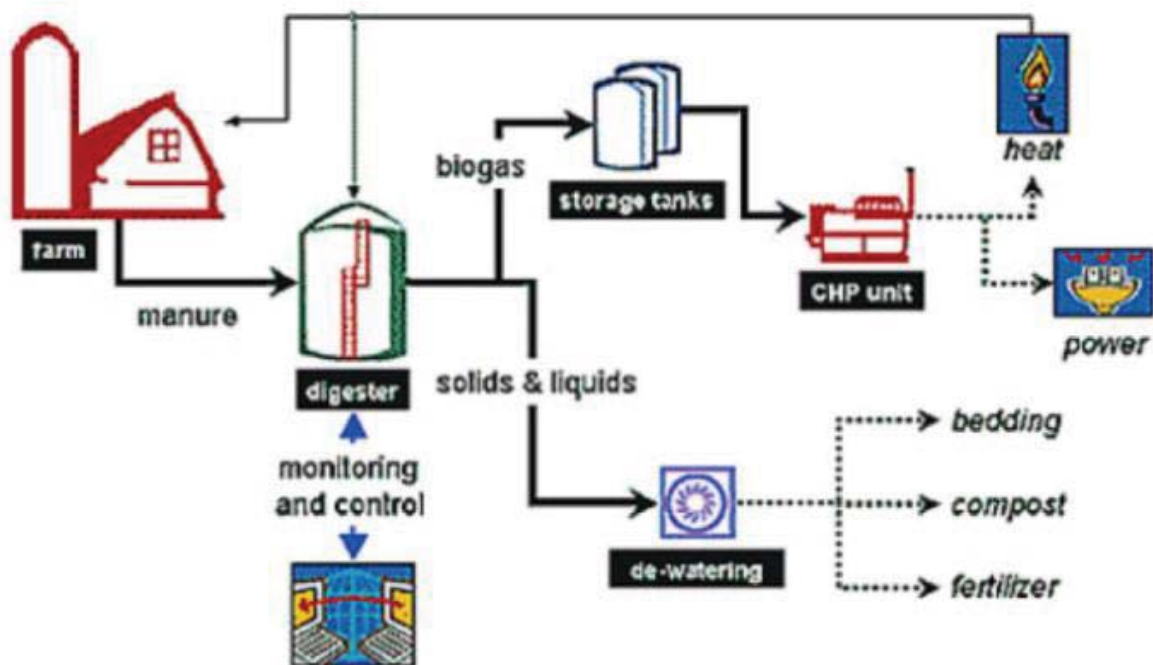 heat
biogas
storage tanks
farm
CHP unit
manure
power
digester
solids & liquids
bedding
monitoring
and control
compost
de-watering
fertilizer